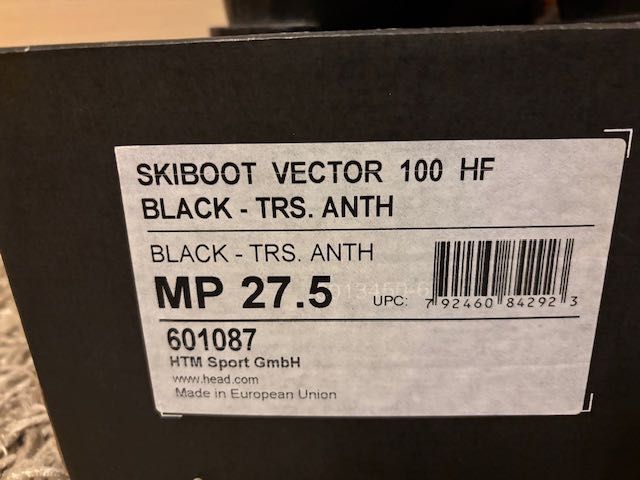 SKIBOOT VECTOR 100 HF
BLACK - TRS. ANTH
BLACK - TRS. ANTH
MP 27.5
UPC: 7 92460 84292 3
601087
HTM Sport GmbH
www.head.com
Made in European Union